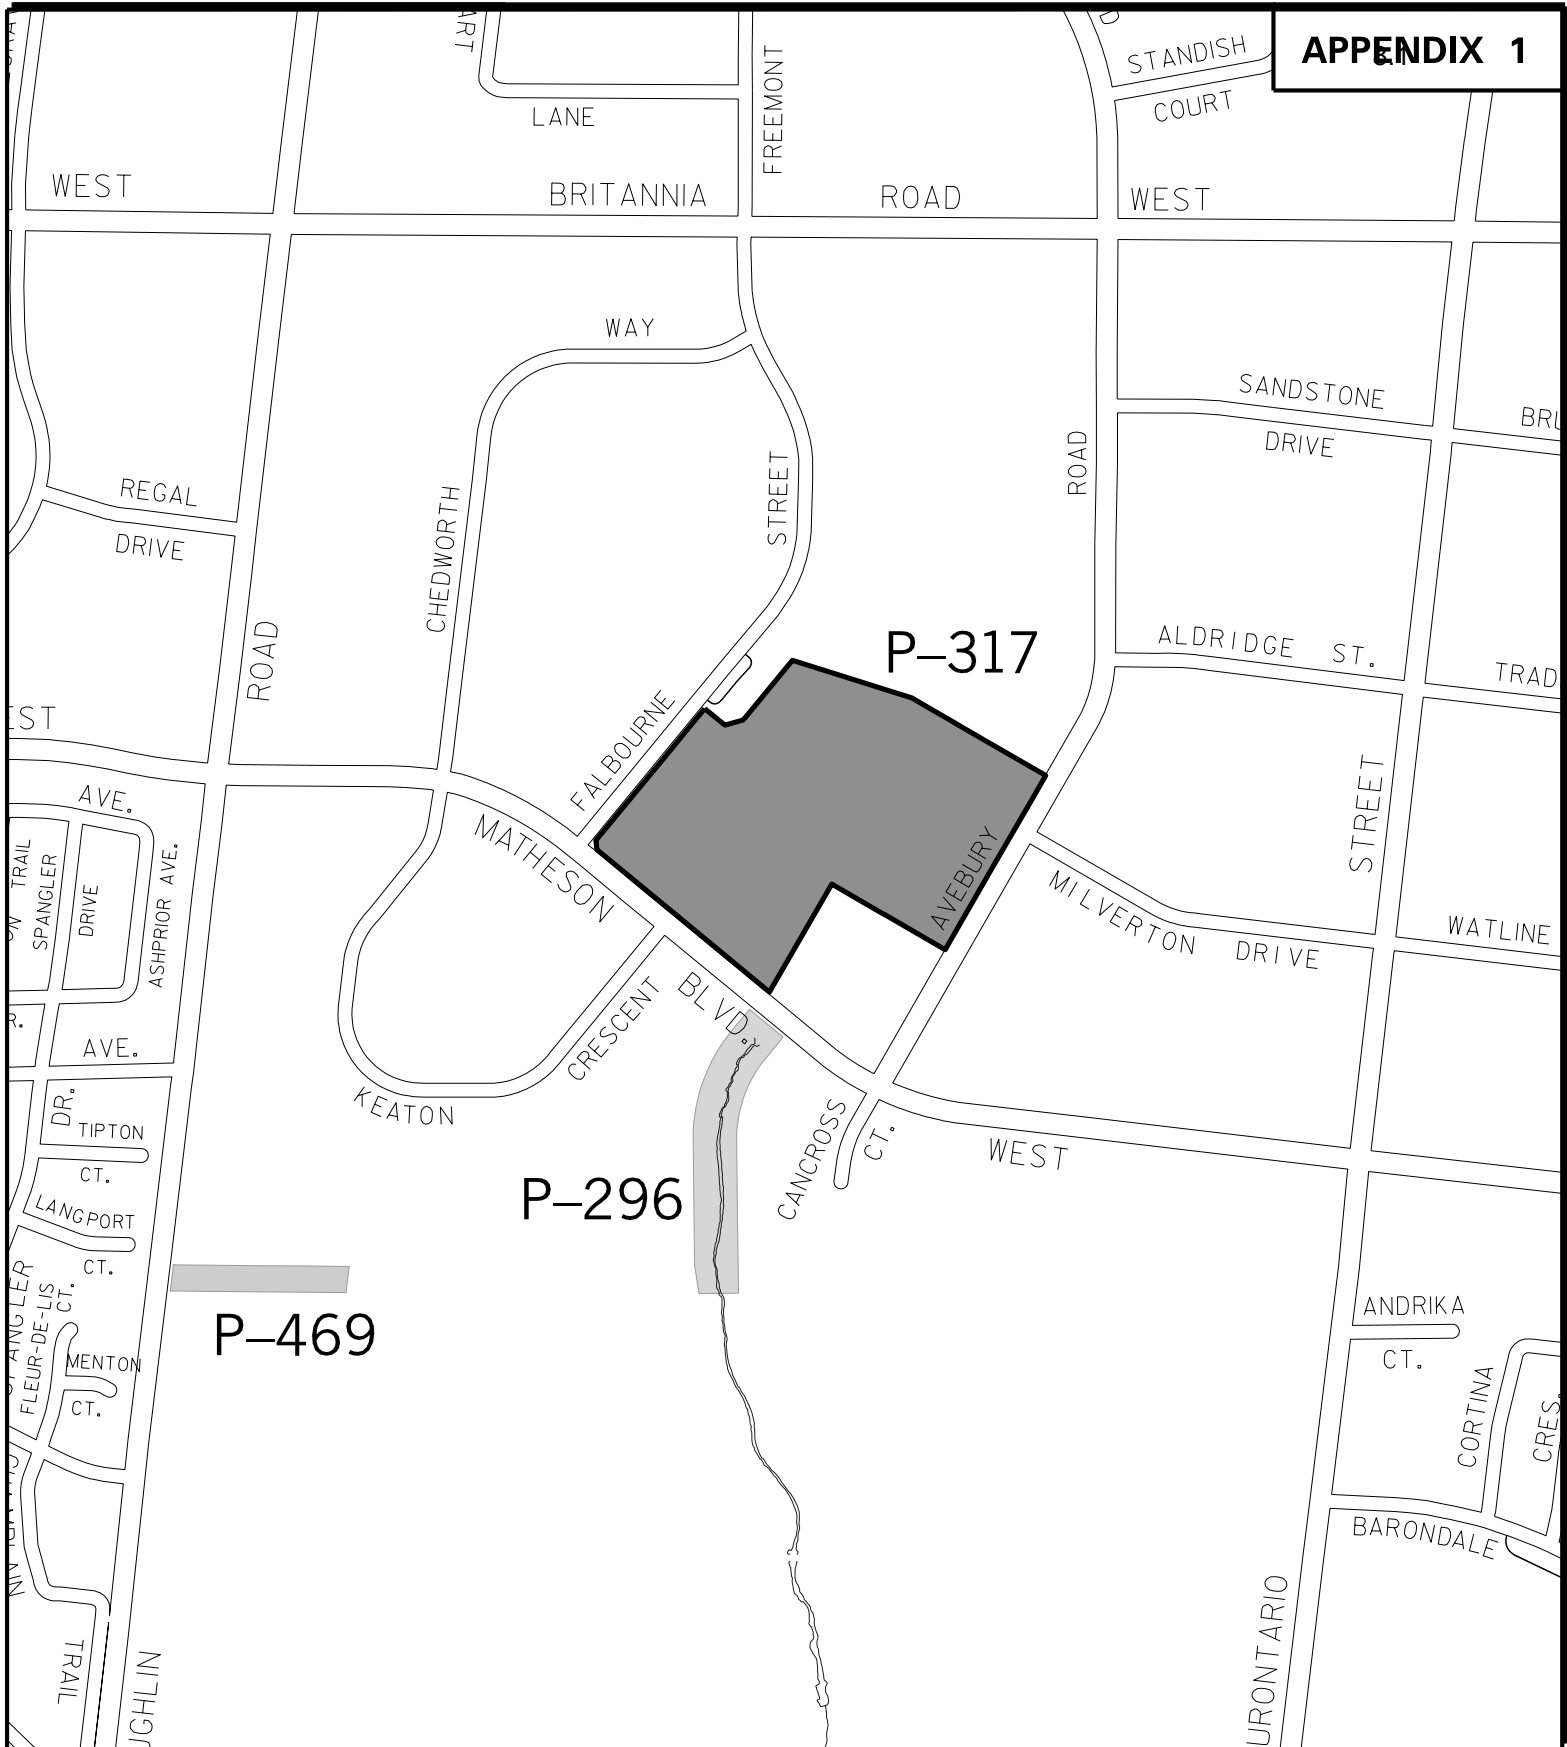 APPENDIX 1
STANDISH
COURT
LANE
FREEMONT
WEST
BRITANNIA
ROAD
WEST
WAY
SANDSTONE
DRIVE
ROAD
STREET
REGAL
DRIVE
CHEDWORTH
ROAD
P-317
ALDRIDGE ST.
FALBOURNE
AVE.
MATHESON
AVEBURY
STREET
MILVERTON DRIVE
WATLINE
TRAIL
SPANGLER
DRIVE
ASHPRIOR AVE.
BLVD.
CRESCENT
KEATON
AVE.
DR.
TIPTON
CT.
LANGPORT
CT.
CANCROSS
CT.
WEST
P-296
P-469
FLEUR-DE-LIS
CT.
MENTON
CT.
ANDRIKA
CT.
CORTINA
CRES.
BARONDALE
TRAIL